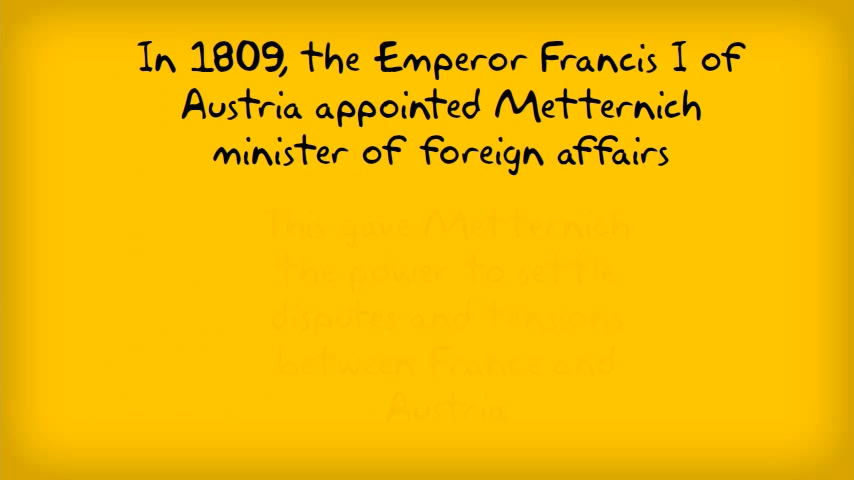 In 1809, the Emperor Francis I of
Austria appointed Metternich
minister of foreign affairs
This gave Metternich
the power to settle
disputes and tensions
between France and
Austria